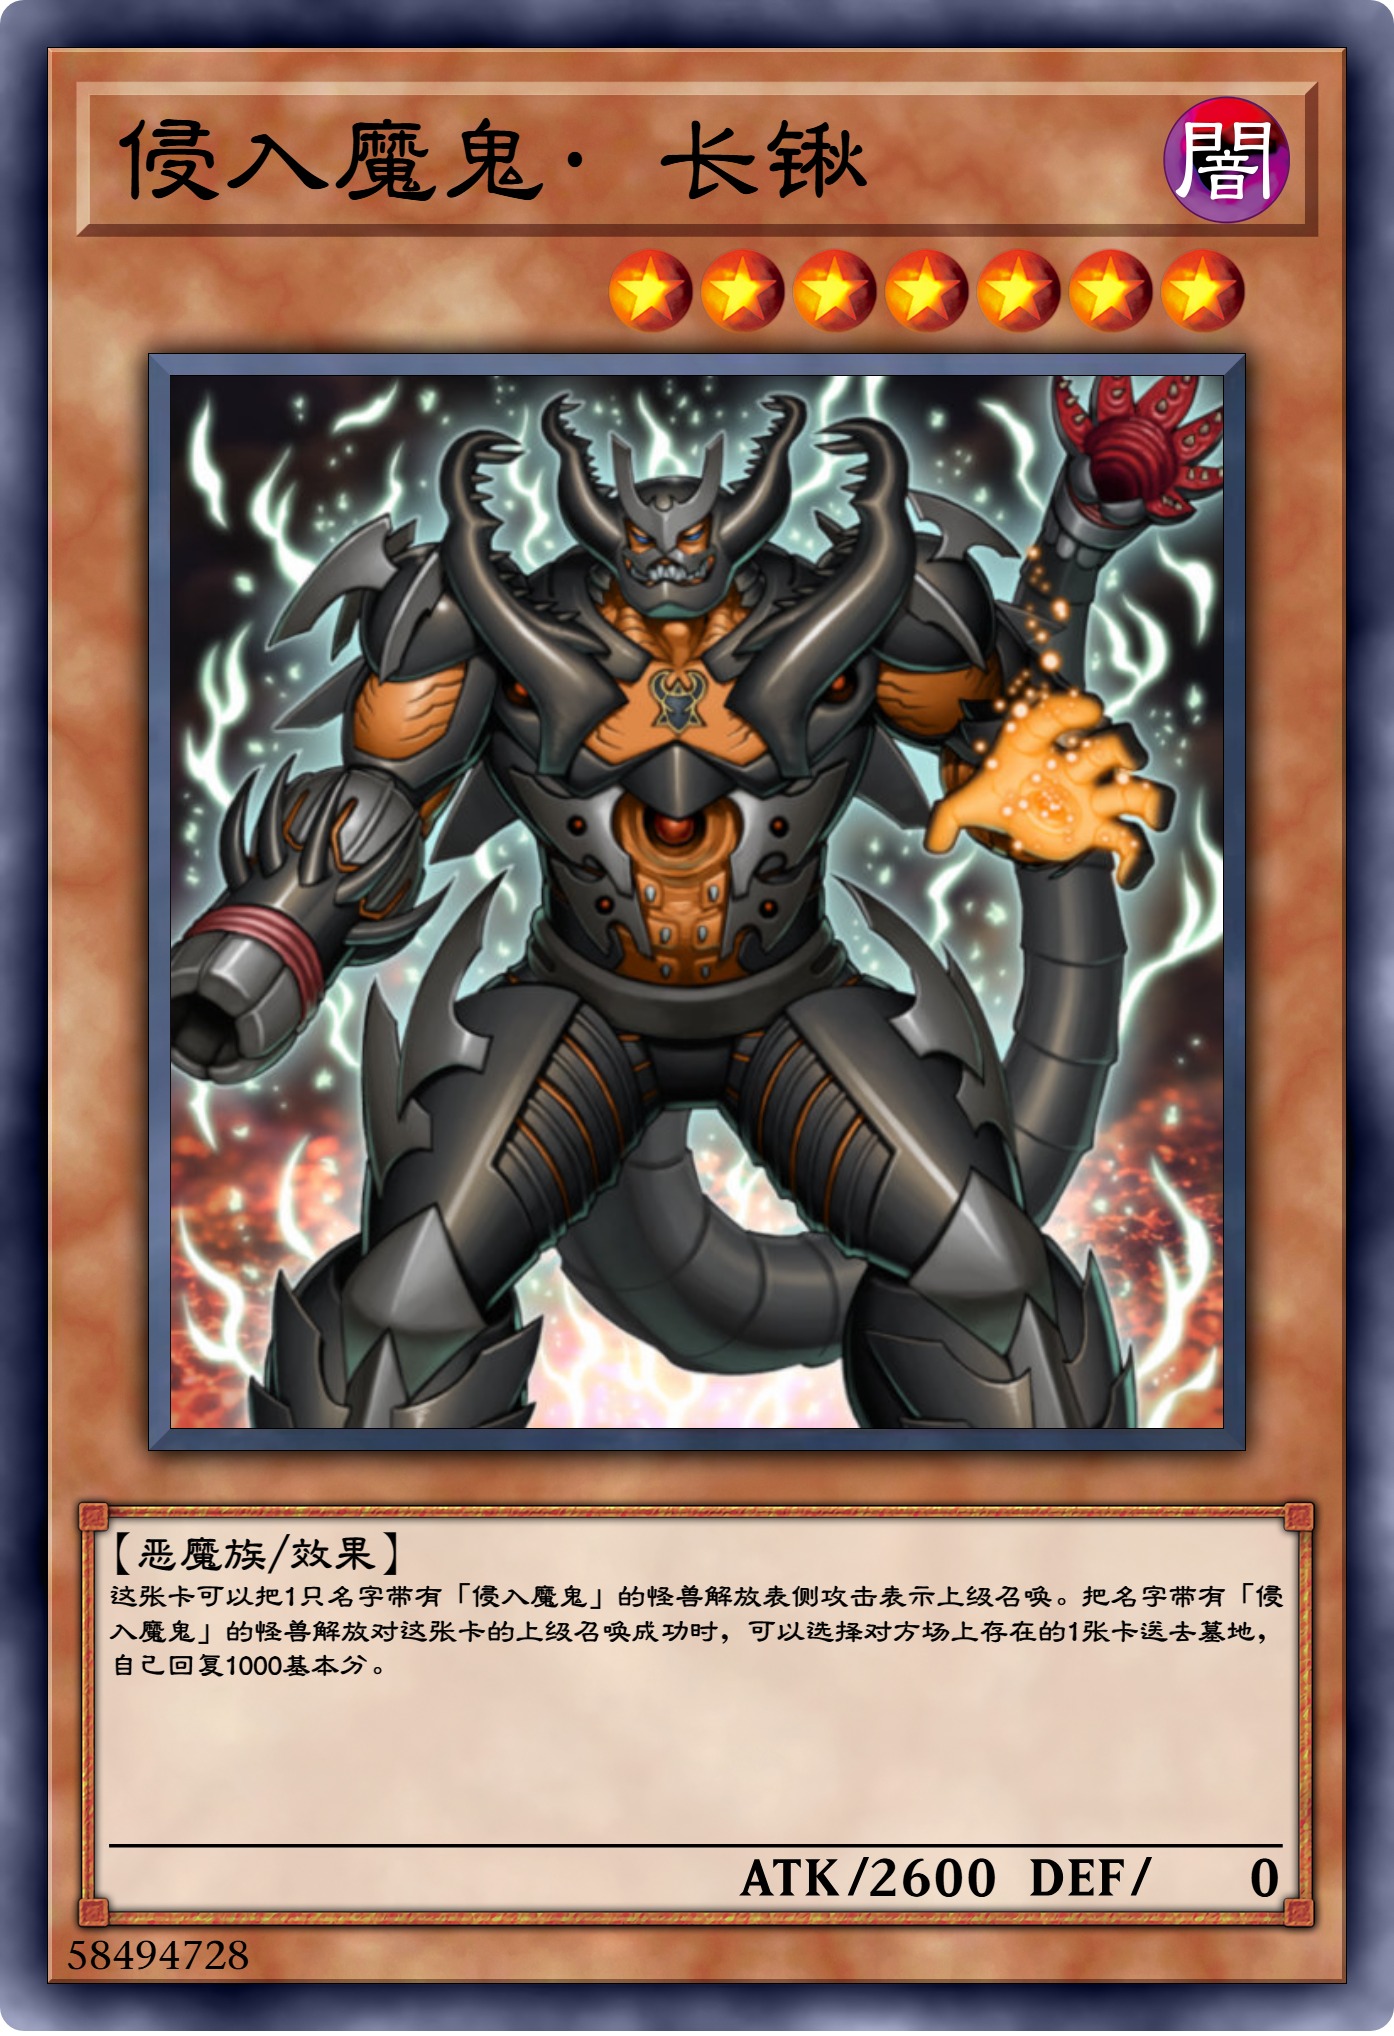 侵入魔鬼·　长锹
闇
【恶魔族/效果】
这张卡可以把1只名字带有「侵入魔鬼」的怪兽解放表侧攻击表示上级召唤。把名字带有「侵
入魔鬼」的怪兽解放对这张卡的上级召唤成功时，可以选择对方场上存在的1张卡送去墓地，
自己回复1000基本分。
ATK/2600 DEF/ 0
58494728